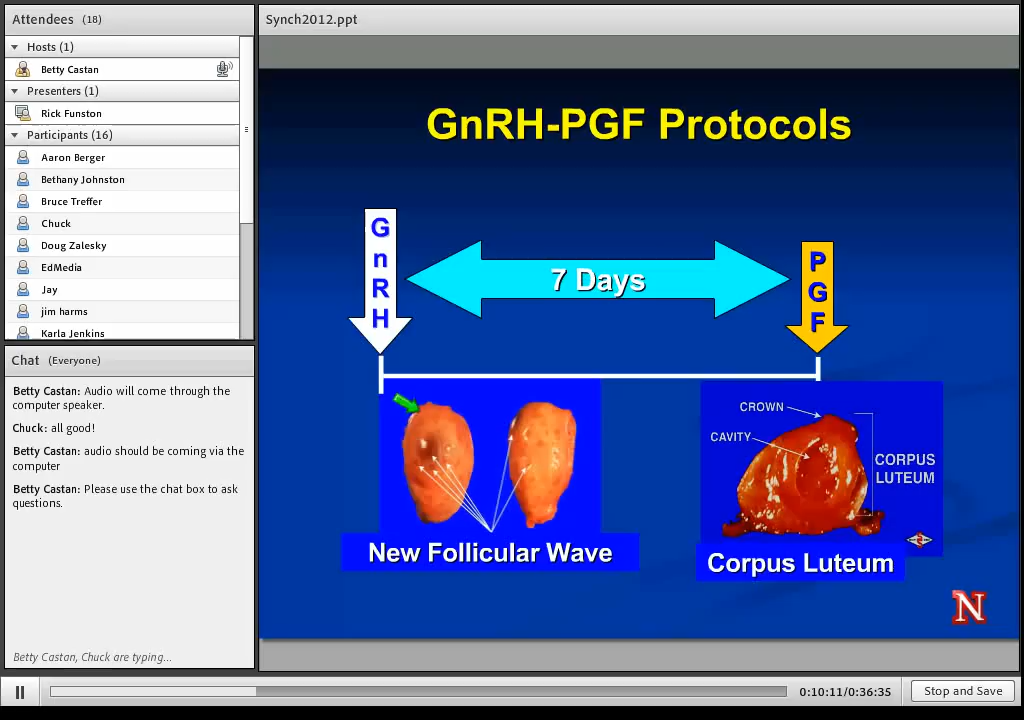 Attendees (18)
Hosts (1)
Betty Castan
Presenters (1)
Rick Funston
Participants (16)
Aaron Berger
Bethany Johnston
Bruce Treffer
Chuck
Doug Zalesky
EdMedia
Jay
jim harms
Karla Jenkins
Chat (Everyone)
Betty Castan: Audio will come through the
computer speaker.
Chuck: all good!
Betty Castan: audio should be coming via the
computer
Betty Castan: Please use the chat box to ask
questions.
Betty Castan, Chuck are typing...
Synch2012.ppt
GnRH-PGF Protocols
GnRH
7 Days
PGF
CROWN
CAVITY
CORPUS
LUTEUM
New Follicular Wave
Corpus Luteum
N
0:10:11/0:36:35
Stop and Save